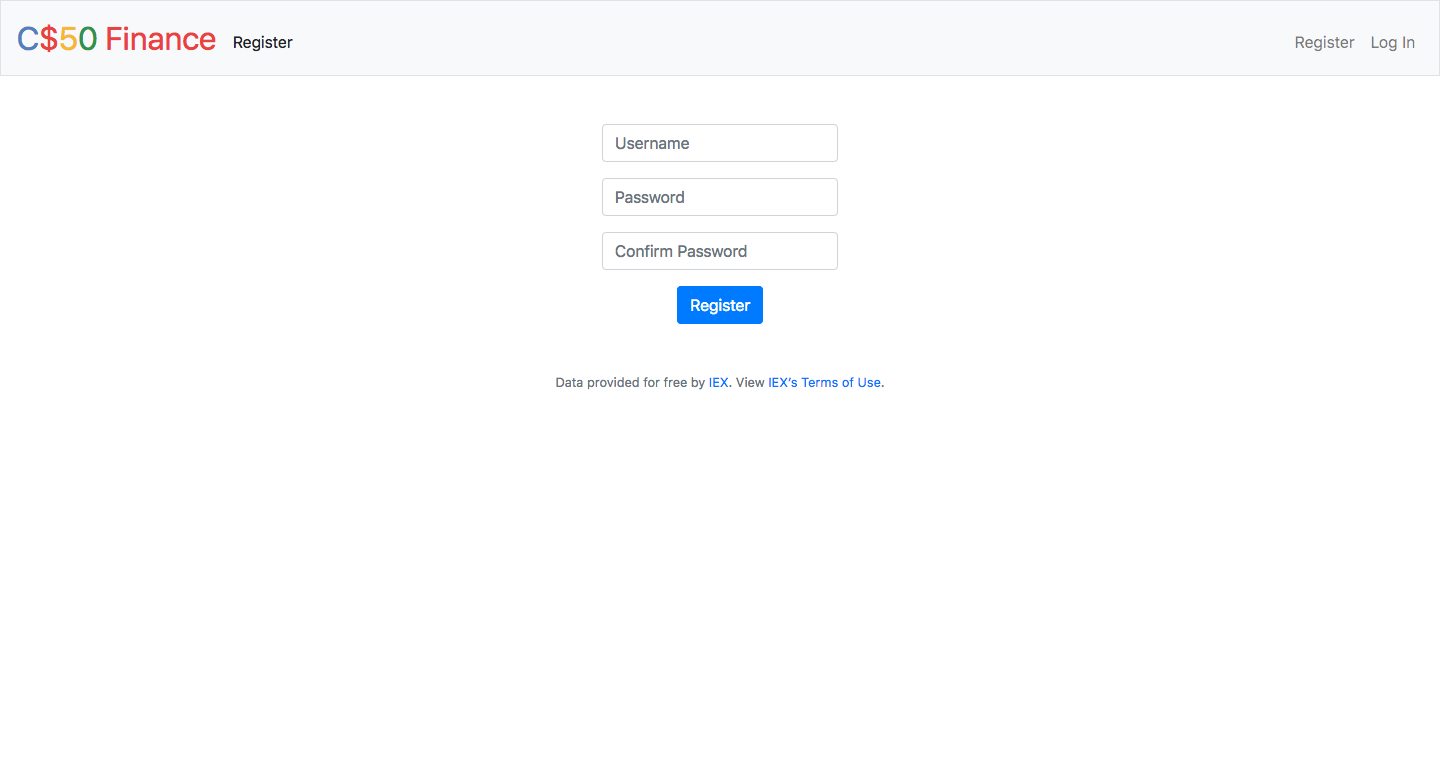 C$50 Finance Register Register Log In
Username
Password
Confirm Password
Register
Data provided for free by IEX. View IEX’s Terms of Use.